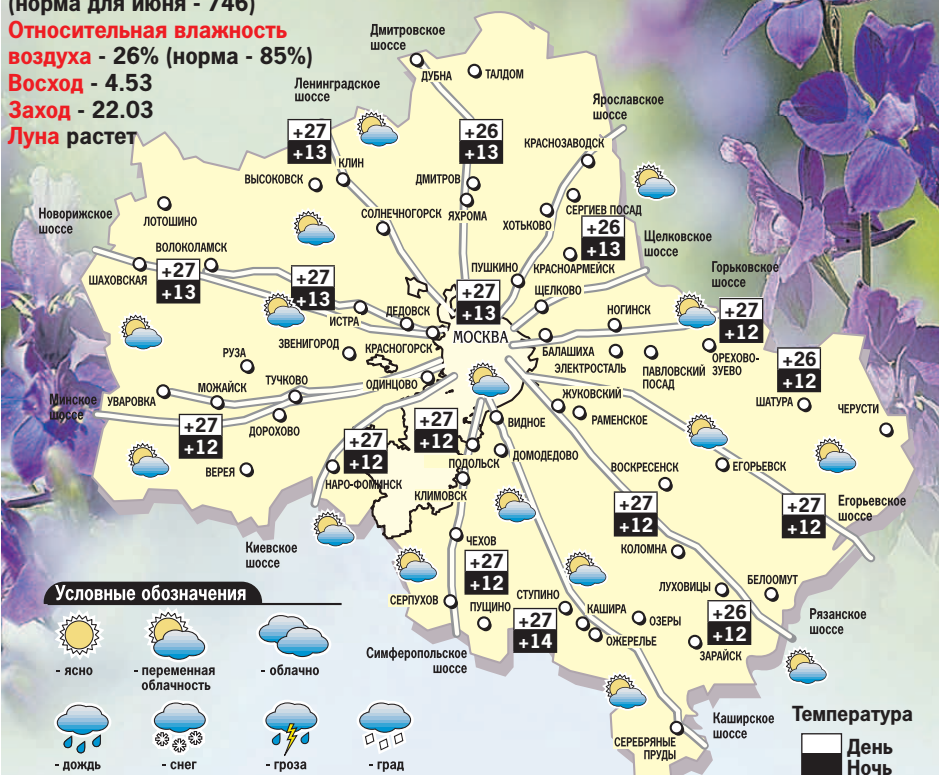 (норма для июня - 746)
Относительная влажность
воздуха - 26% (норма - 85%)
Восход - 4.53
Заход - 22.03
Луна растет
Дмитровское
шоссе
ДУБНА
ТАЛДОМ
Ленинградское
шоссе
Ярославское
шоссе
+27
+13
+26
+13
КРАСНОЗАВОДСК
КЛИН
ВЫСОКОВСК
ДМИТРОВ
ЛОТОШИНО
Новорижское
шоссе
СОЛНЕЧНОГОРСК
ЯХРОМА
ХОТЬКОВО
СЕРГИЕВ ПОСАД
+26
+13
Щелковское
шоссе
ВОЛОКОЛАМСК
ШАХОВСКАЯ
+27
+13
+27
+13
ПУШКИНО
КРАСНОАРМЕЙСК
Горьковское
шоссе
+27
+13
ЩЕЛКОВО
ИСТРА
ДЕДОВСК
НОГИНСК
+27
+12
МОСКВА
ЗВЕНИГОРОД
КРАСНОГОРСК
БАЛАШИХА
ЭЛЕКТРОСТАЛЬ
ПАВЛОВСКИЙ
ПОСАД
ОРЕХОВО-
ЗУЕВО
+26
+12
РУЗА
ТУЧКОВО
ОДИНЦОВО
МОЖАЙСК
УВАРОВКА
Минское
шоссе
ЖУКОВСКИЙ
РАМЕНСКОЕ
ШАТУРА
ЧЕРУСТИ
+27
+12
ДОРОХОВО
+27
+12
ВИДНОЕ
+27
+12
ДОМОДЕДОВО
ПОДОЛЬСК
ВЕРЕЯ
НАРО-ФОМИНСК
КЛИМОВСК
ВОСКРЕСЕНСК
ЕГОРЬЕВСК
+27
+12
+27
+12
Егорьевское
шоссе
Киевское
шоссе
ЧЕХОВ
КОЛОМНА
+27
+12
СЕРПУХОВ
ПУЩИНО
СТУПИНО
+27
+14
КАШИРА
ОЖЕРЕЛЬЕ
ОЗЕРЫ
ЛУХОВИЦЫ
БЕЛООМУТ
+26
+12
ЗАРАЙСК
Рязанское
шоссе
Симферопольское
шоссе
СЕРЕБРЯНЫЕ
ПРУДЫ
Каширское
шоссе
Условные обозначения
- ясно
- переменная
облачность
- облачно
- дождь
- снег
- гроза
- град
Температура
День
Ночь